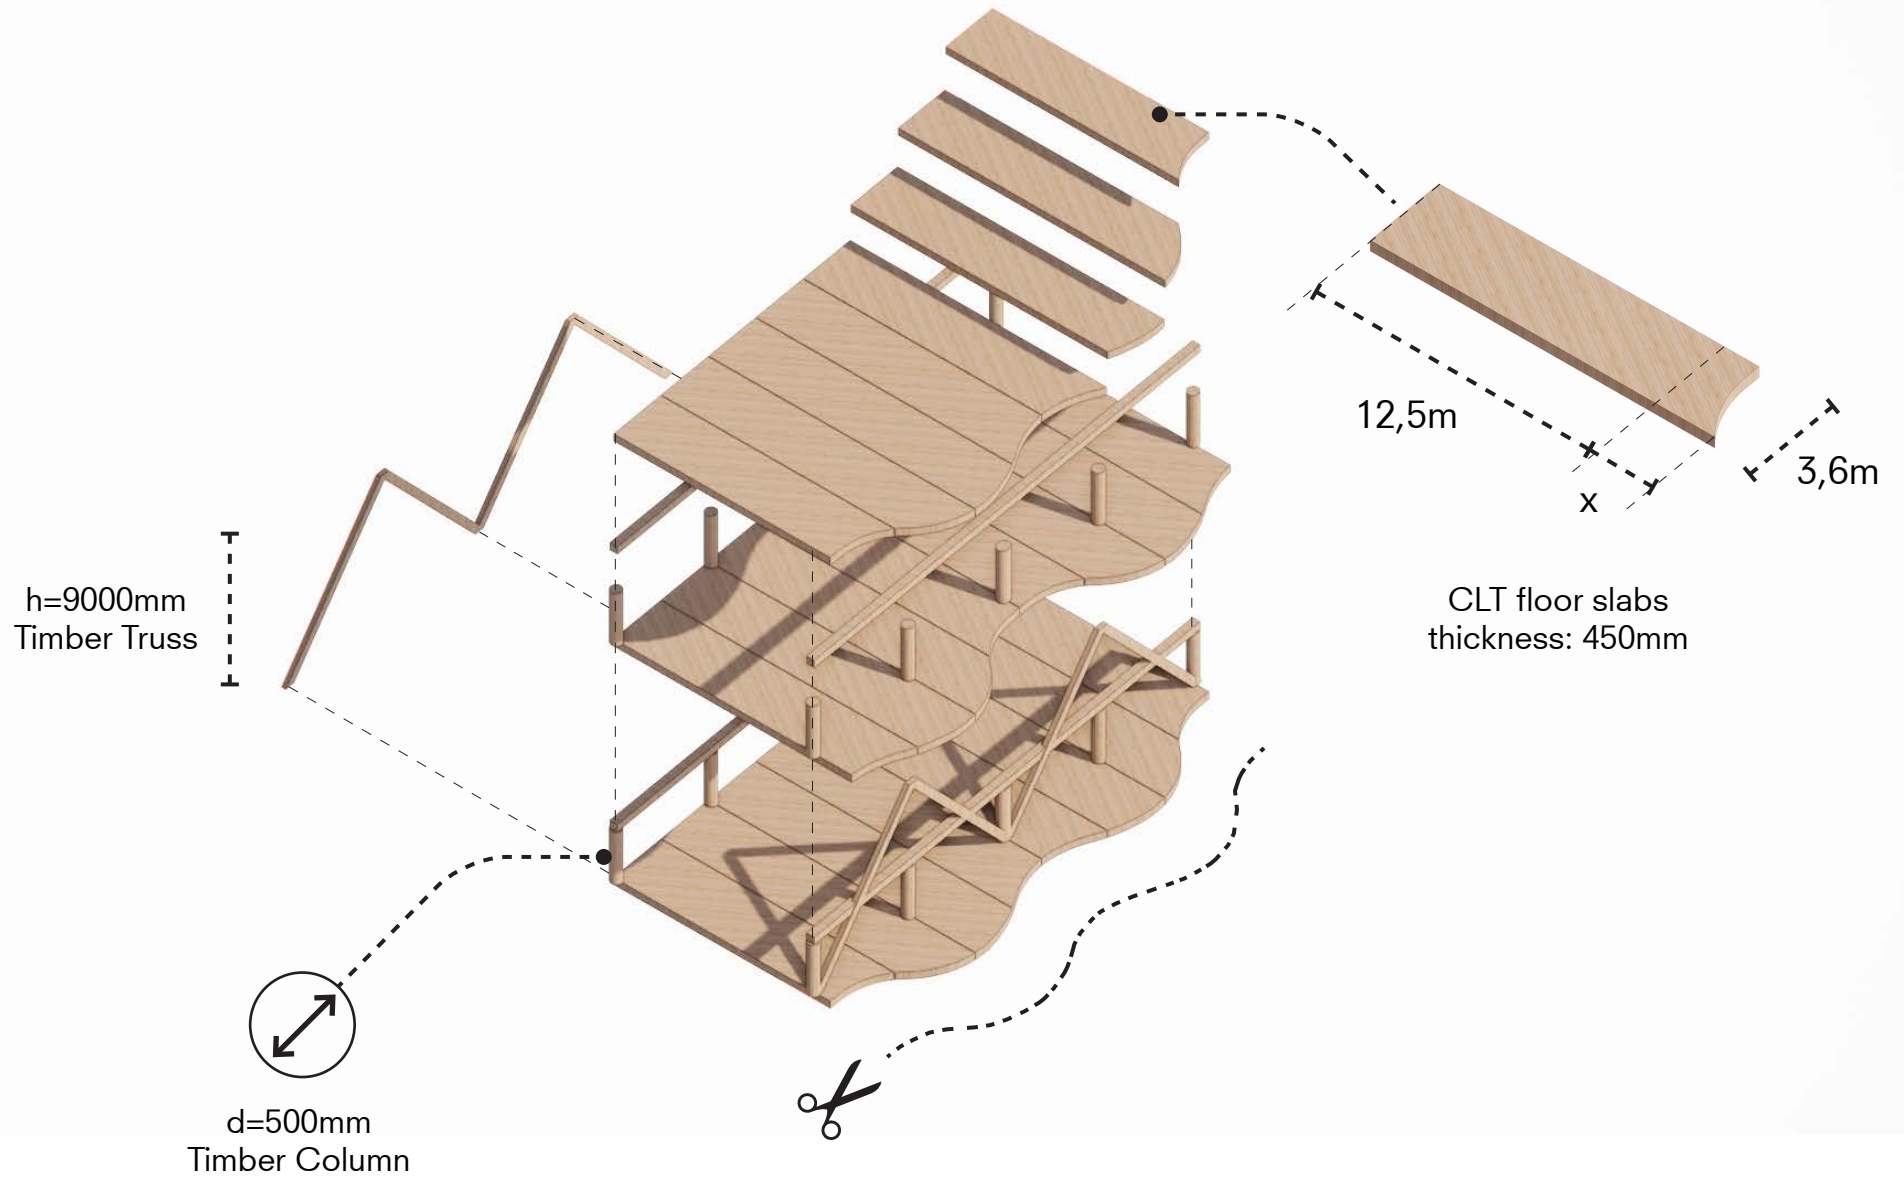 12,5m
3,6m
x
h=9000mm
Timber Truss
CLT floor slabs
thickness: 450mm
d=500mm
Timber Column